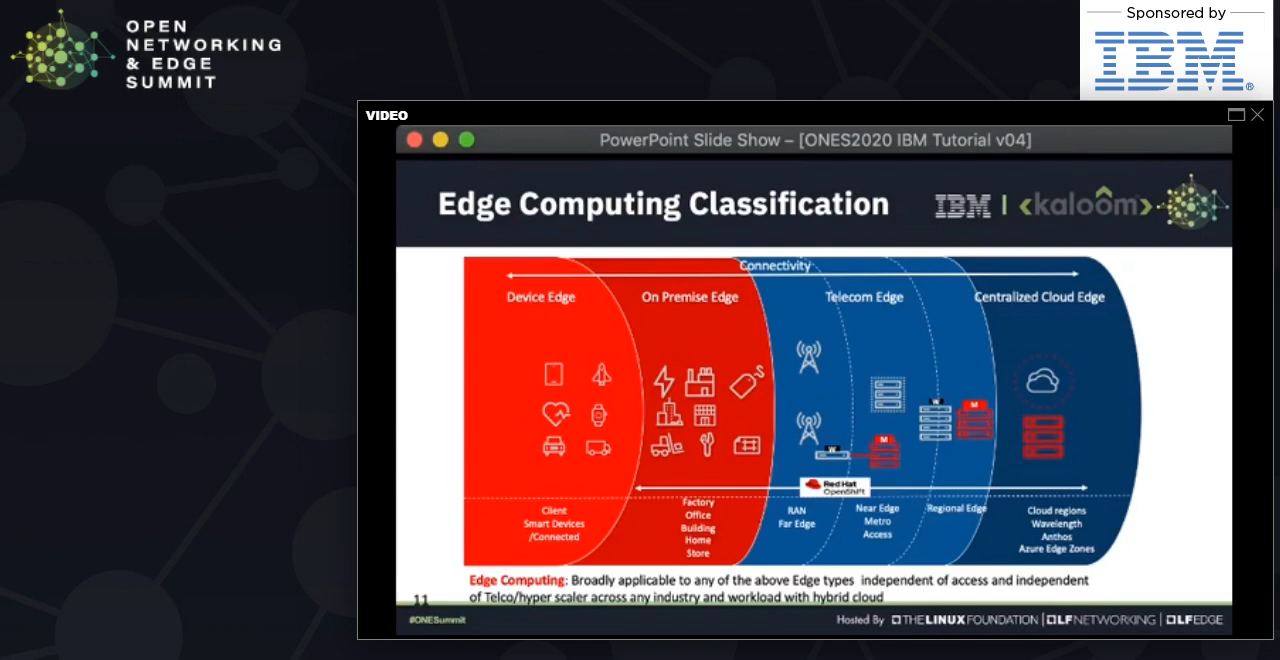 OPEN
NETWORKING
& EDGE
SUMMIT
Sponsored by
IBM®
VIDEO
PowerPoint Slide Show – [ONES2020 IBM Tutorial v04]
Edge Computing Classification
IBM | <kaloom>
Connectivity
Device Edge
On Premise Edge
Telecom Edge
Centralized Cloud Edge
W
M
M
W
Red Hat
OpenShift
Client
Smart Devices
/Connected
Factory
Office
Building
Home
Store
RAN
Far Edge
Near Edge
Metro
Access
Regional Edge
Cloud regions
Wavelength
Anthos
Azure Edge Zones
Edge Computing: Broadly applicable to any of the above Edge types independent of access and independent
of Telco/hyper scaler across any industry and workload with hybrid cloud
11
#ONESummit
Hosted By THE LINUX FOUNDATION | LF NETWORKING | LF EDGE